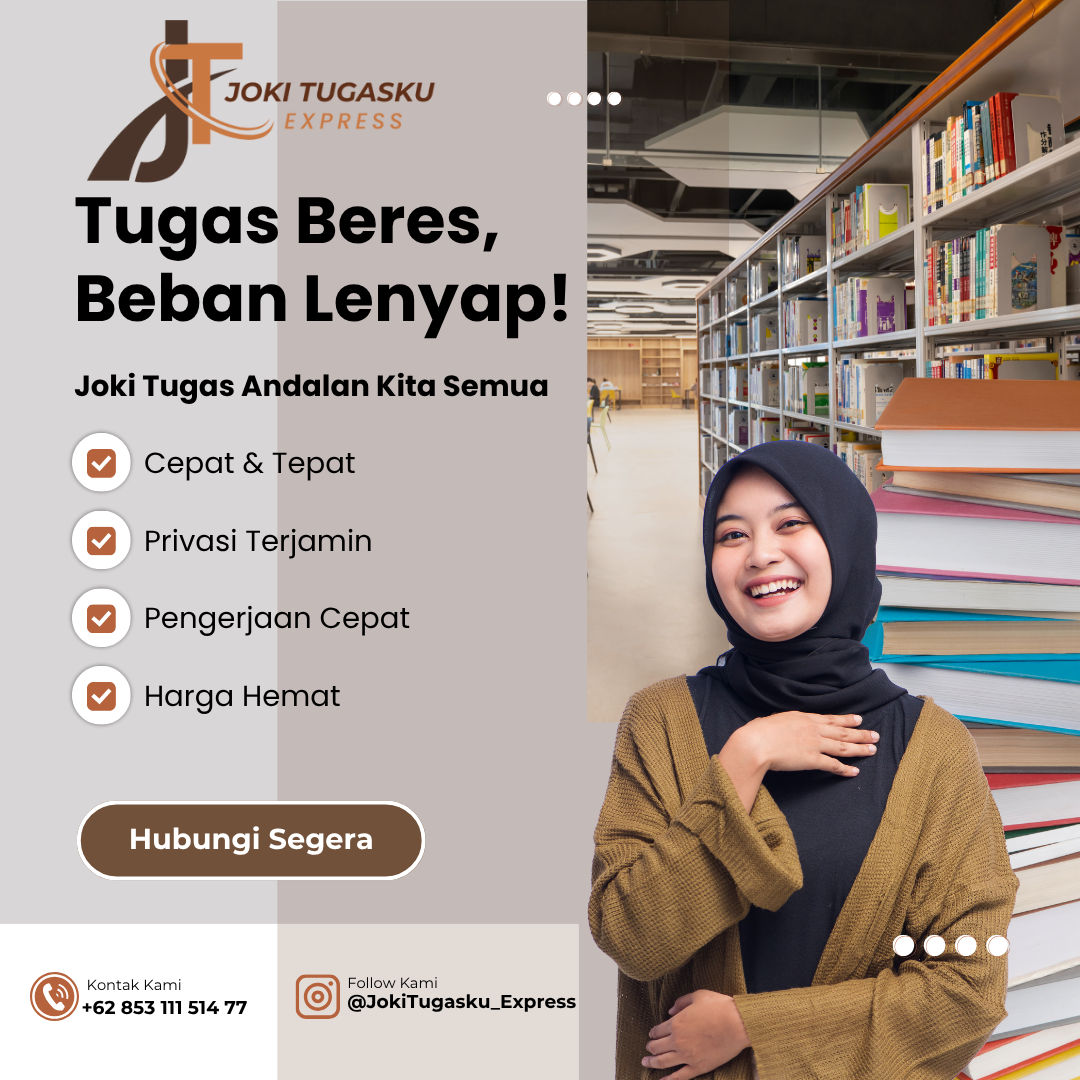 JOKI TUGASKU
EXPRESS
Tugas Beres,
Beban Lenyap!
Joki Tugas Andalan Kita Semua
Cepat & Tepat
Privasi Terjamin
Pengerjaan Cepat
Harga Hemat
Hubungi Segera
Kontak Kami
+62 853 111 514 77
Follow Kami
@JokiTugasku_Express